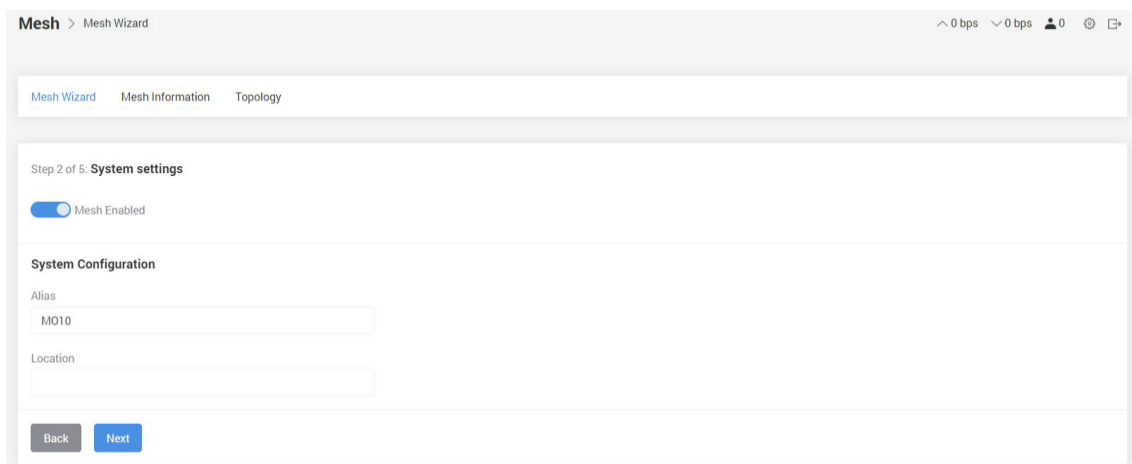 Mesh > Mesh Wizard
0 bps 0 bps 0
Mesh Wizard Mesh Information Topology
Step 2 of 5: System settings
Mesh Enabled
System Configuration
Alias
MO10
Location
Back Next